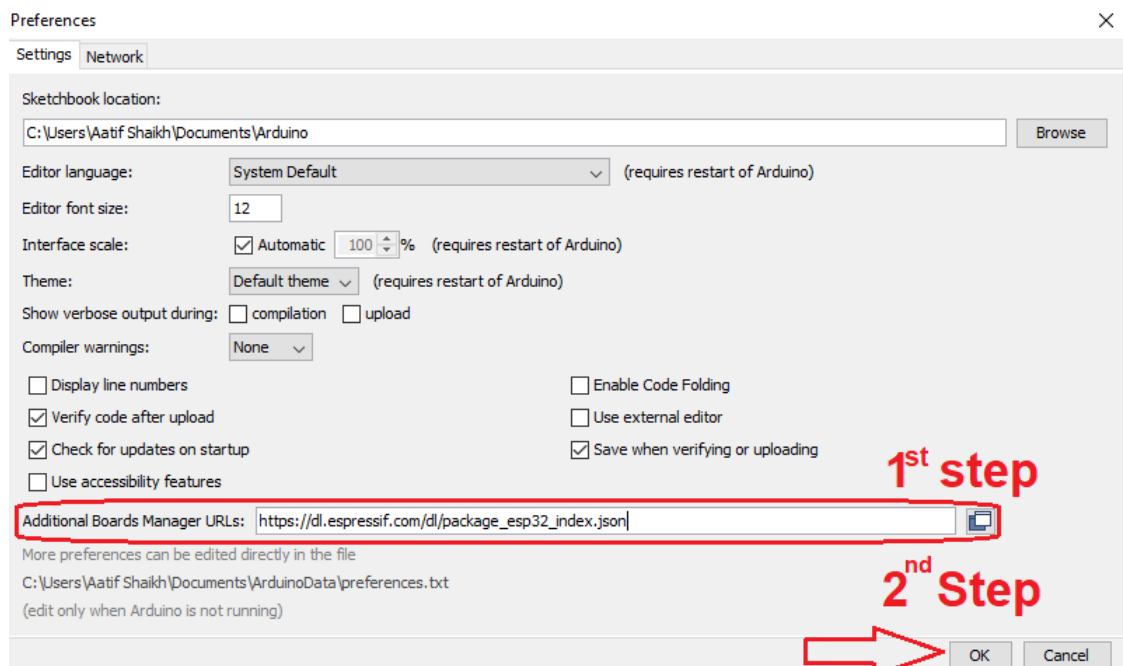 Preferences
Settings Network
Sketchbook location:
C:\Users\Aatif Shaikh\Documents\Arduino Browse
Editor language: System Default (requires restart of Arduino)
Editor font size: 12
Interface scale: Automatic 100 % (requires restart of Arduino)
Theme: Default theme (requires restart of Arduino)
Show verbose output during: compilation upload
Compiler warnings: None
Display line numbers Enable Code Folding
Verify code after upload Use external editor
Check for updates on startup Save when verifying or uploading
1st step
Use accessibility features
Additional Boards Manager URLs: https://dl.espressif.com/dl/package_esp32_index.json
More preferences can be edited directly in the file
C:\Users\Aatif Shaikh\Documents\ArduinoData\preferences.txt
2nd Step
(edit only when Arduino is not running)
OK Cancel